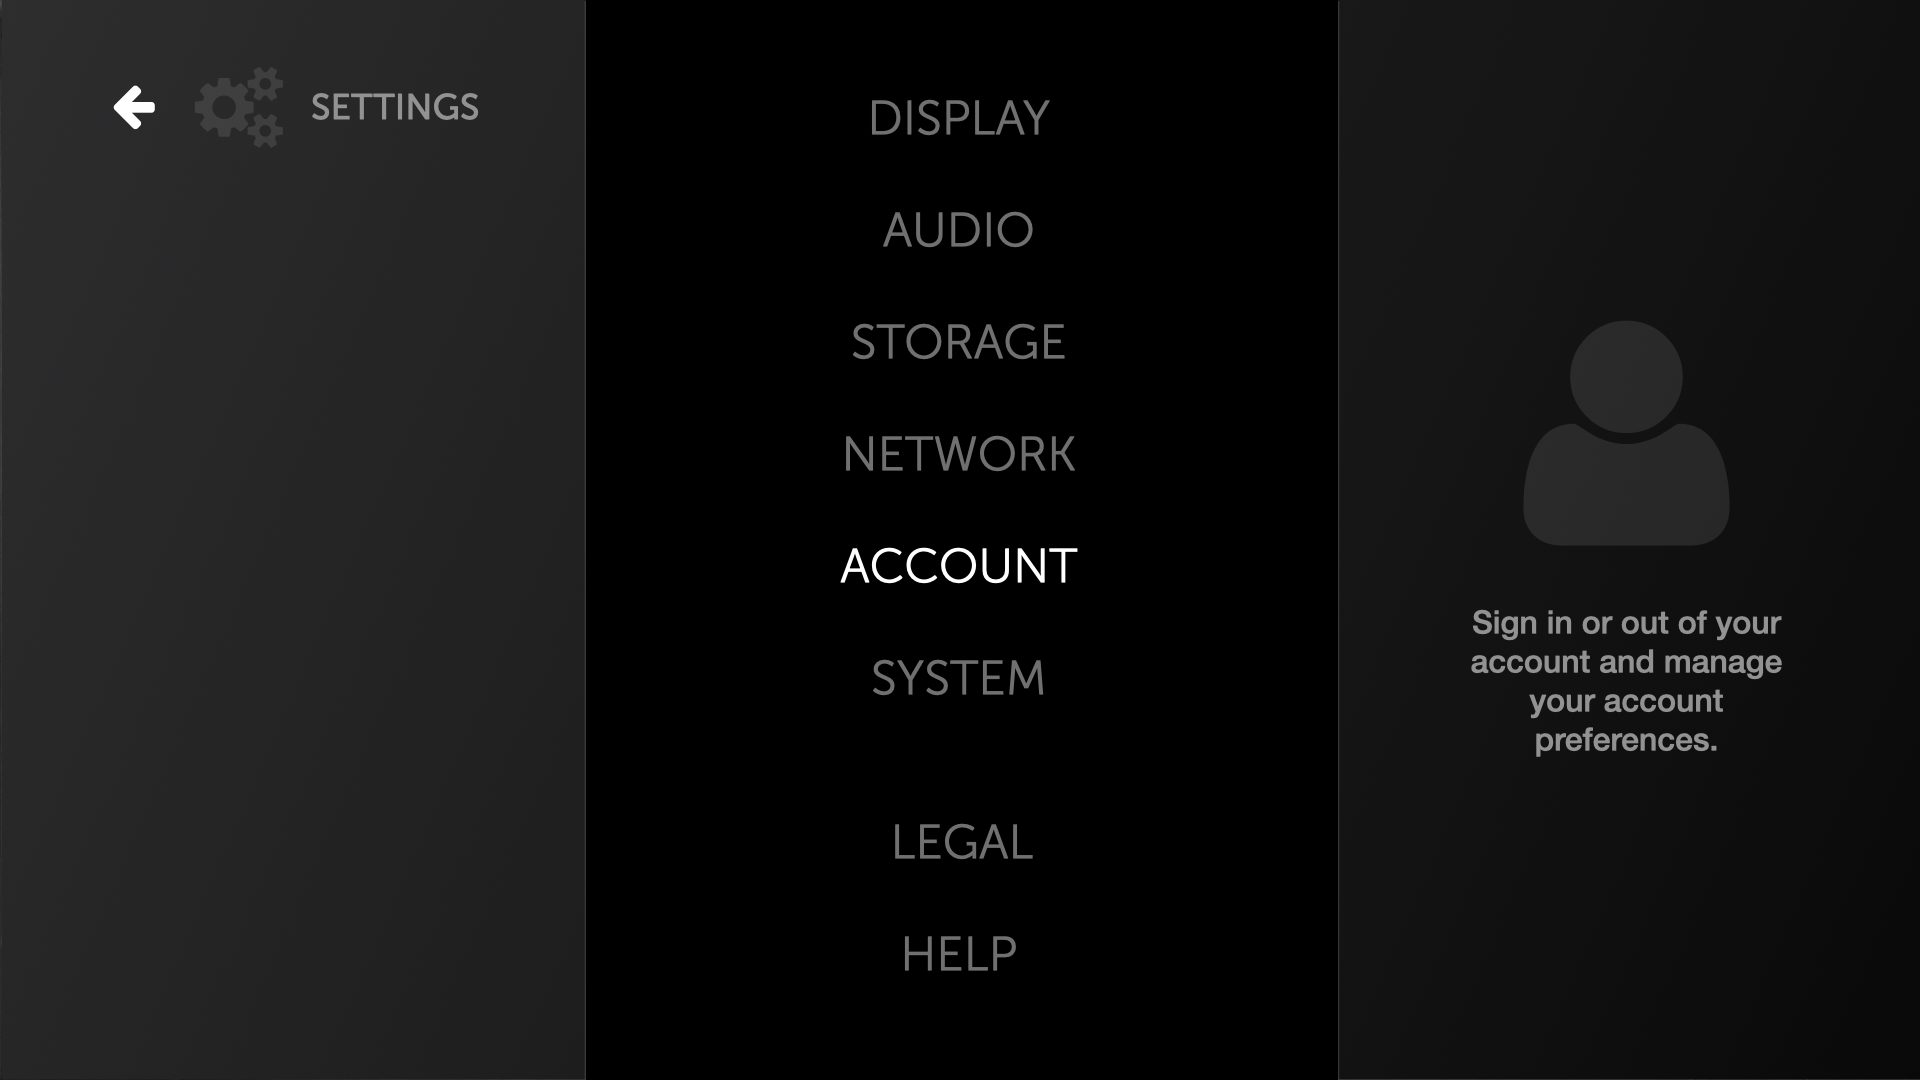 SETTINGS
DISPLAY
AUDIO
STORAGE
NETWORK
ACCOUNT
SYSTEM
LEGAL
HELP
Sign in or out of your
account and manage
your account
preferences.